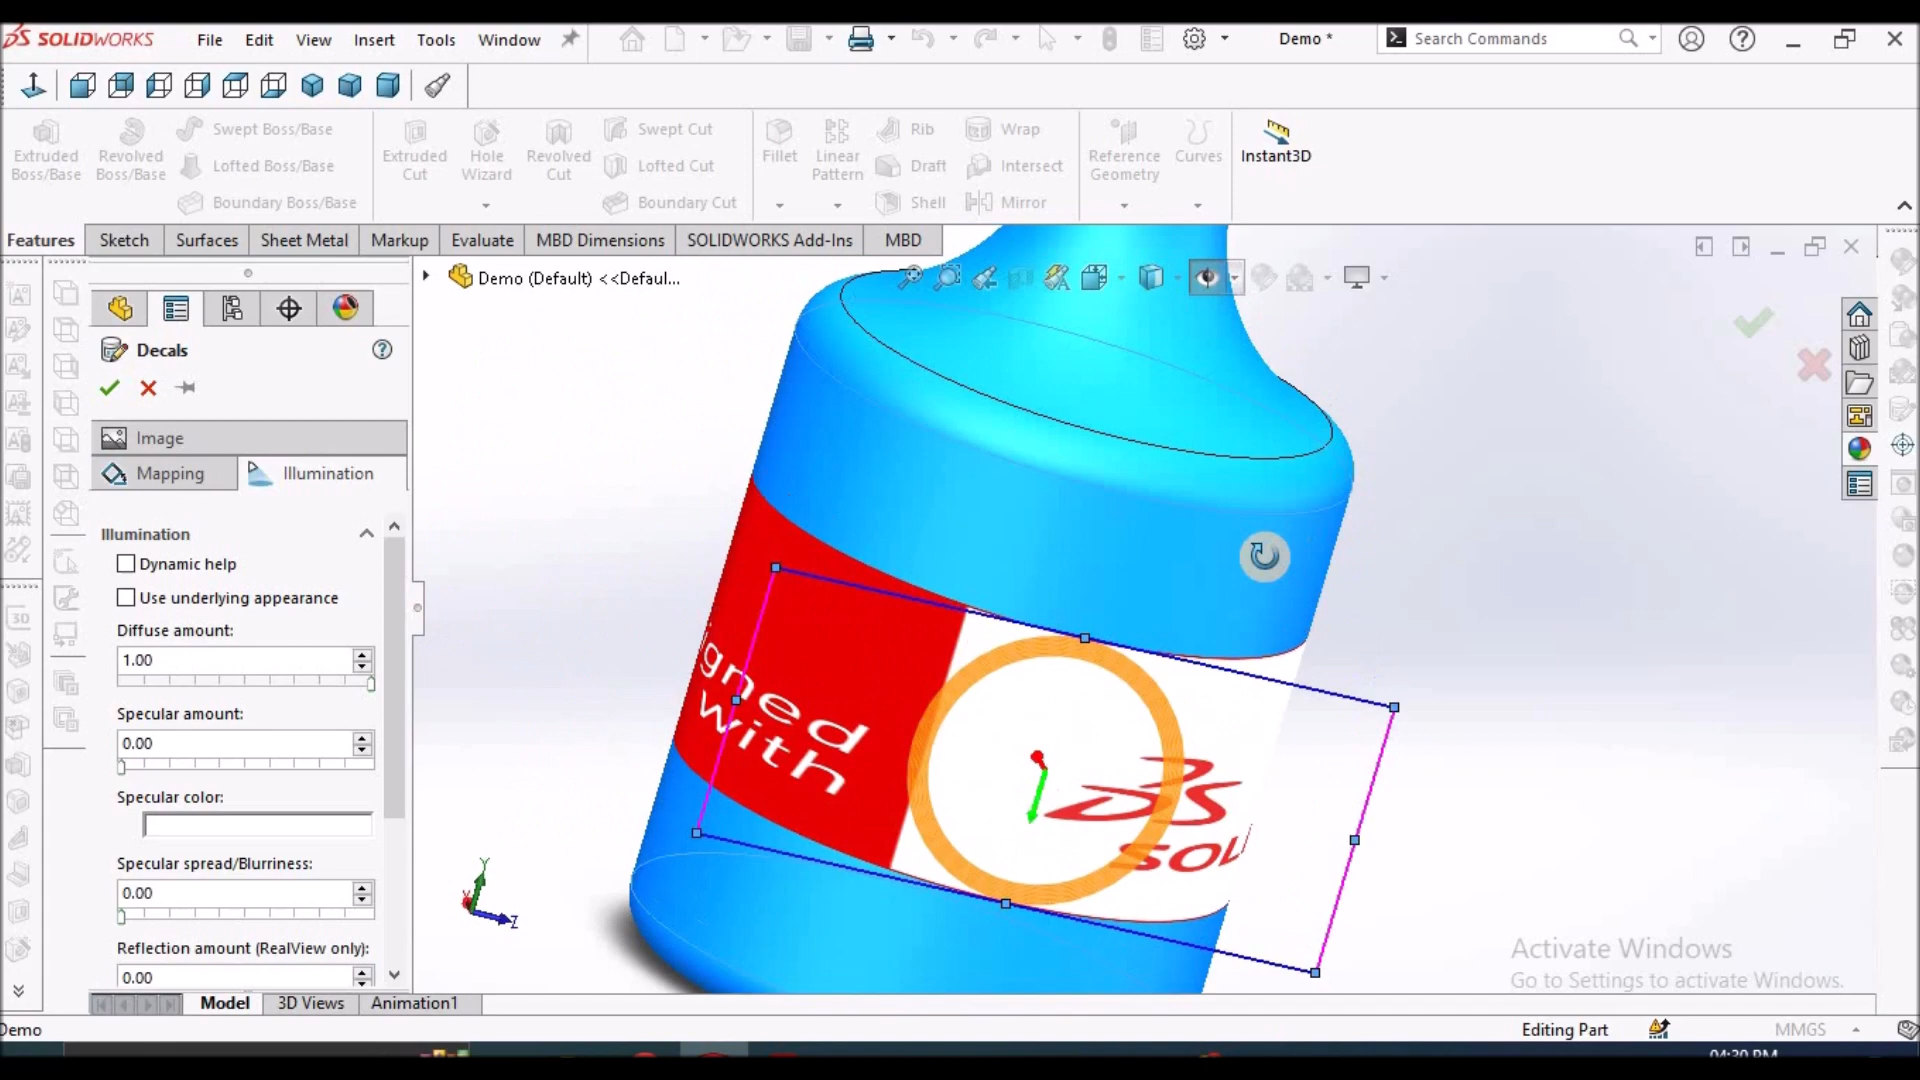 SOLIDWORKS File Edit View Insert Tools Window Demo * Search Commands
Extruded Boss/Base
Revolved Boss/Base
Swept Boss/Base
Lofted Boss/Base
Boundary Boss/Base
Extruded Cut
Hole Wizard
Revolved Cut
Swept Cut
Lofted Cut
Boundary Cut
Fillet
Linear Pattern
Rib
Draft
Shell
Wrap
Intersect
Mirror
Reference Geometry
Curves
Instant3D
Features Sketch Surfaces Sheet Metal Markup Evaluate MBD Dimensions SOLIDWORKS Add-Ins MBD
Demo (Default) <<Defaul...
Decals
Image
Mapping Illumination
Illumination
Dynamic help
Use underlying appearance
Diffuse amount:
1.00
Specular amount:
0.00
Specular color:
Specular spread/Blurriness:
0.00
Reflection amount (RealView only):
0.00
gned
with
SOL
Y
Z
3D
Activate Windows
Go to Settings to activate Windows.
Model 3D Views Animation1
Demo Editing Part MMGS
04:30 PM